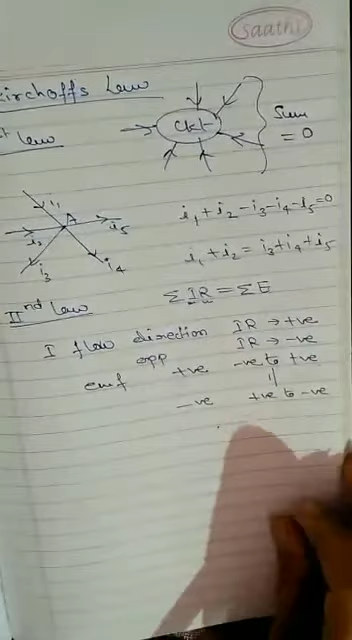 saathi
irchoffs Law
st law
Ckt
Sum
= 0
i1 A
i2 i5
i3 i4
i1 + i2 - i3 - i4 - i5 = 0
i1 + i2 = i3 + i4 + i5
IInd law
Σ IR = Σ E
I flow direction IR → +ve
opp IR → -ve
emf +ve -ve to +ve
-ve +ve to -ve